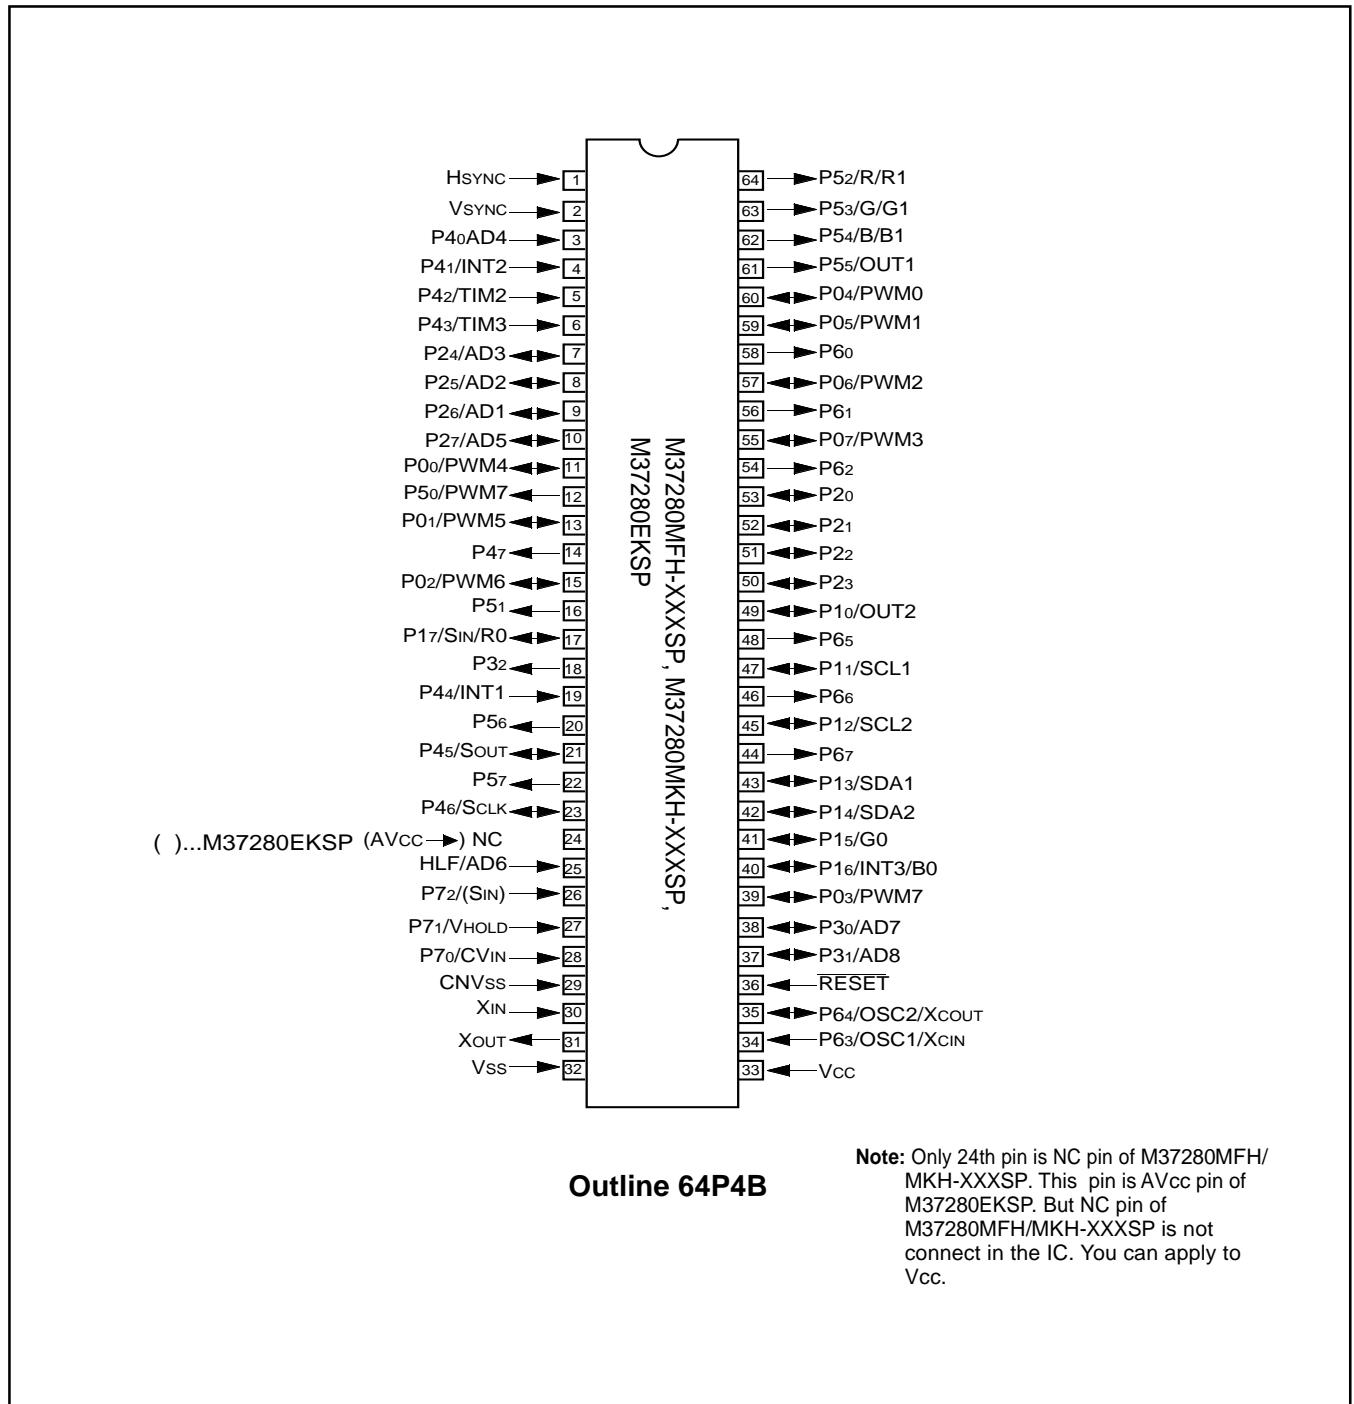 HSYNC 1
VSYNC 2
P40AD4 3
P41/INT2 4
P42/TIM2 5
P43/TIM3 6
P24/AD3 7
P25/AD2 8
P26/AD1 9
P27/AD5 10
P00/PWM4 11
P50/PWM7 12
P01/PWM5 13
P47 14
P02/PWM6 15
P51 16
P17/SIN/R0 17
P32 18
P44/INT1 19
P56 20
P45/SOUT 21
P57 22
P46/SCLK 23
( )...M37280EKSP (AVCC ) NC 24
HLF/AD6 25
P72/(SIN) 26
P71/VHOLD 27
P70/CVIN 28
CNVSS 29
XIN 30
XOUT 31
VSS 32
M37280MFH-XXXSP, M37280MKH-XXXSP,
M37280EKSP
64 P52/R/R1
63 P53/G/G1
62 P54/B/B1
61 P55/OUT1
60 P04/PWM0
59 P05/PWM1
58 P60
57 P06/PWM2
56 P61
55 P07/PWM3
54 P62
53 P20
52 P21
51 P22
50 P23
49 P10/OUT2
48 P65
47 P11/SCL1
46 P66
45 P12/SCL2
44 P67
43 P13/SDA1
42 P14/SDA2
41 P15/G0
40 P16/INT3/B0
39 P03/PWM7
38 P30/AD7
37 P31/AD8
36 RESET
35 P64/OSC2/XCOUT
34 P63/OSC1/XCIN
33 VCC
Outline 64P4B
Note: Only 24th pin is NC pin of M37280MFH/
MKH-XXXSP. This pin is AVcc pin of
M37280EKSP. But NC pin of
M37280MFH/MKH-XXXSP is not
connect in the IC. You can apply to
Vcc.